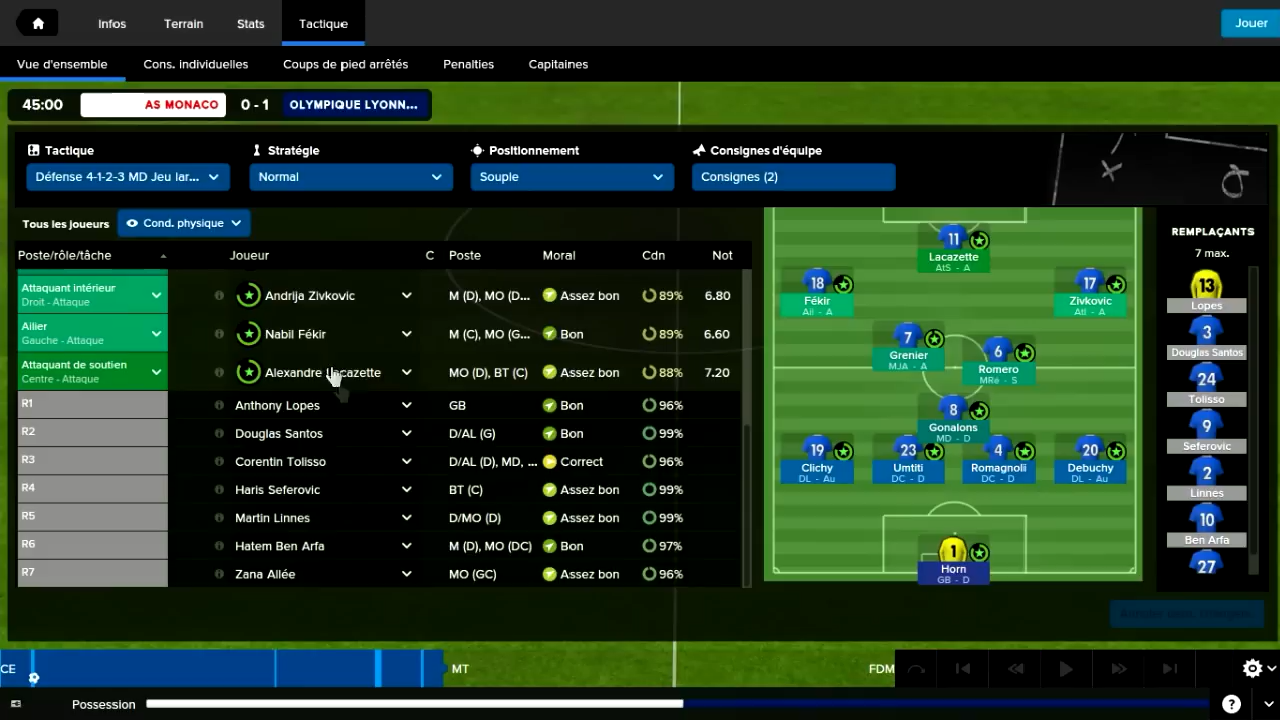 Infos Terrain Stats Tactique Jouer
Vue d'ensemble Cons. individuelles Coups de pied arrêtés Penalties Capitaines
45:00 AS MONACO 0 - 1 OLYMPIQUE LYONN...
Tactique Stratégie Positionnement Consignes d'équipe
Défense 4-1-2-3 MD Jeu lar... Normal Souple Consignes (2)
Tous les joueurs Cond. physique
Poste/rôle/tâche Joueur C Poste Moral Cdn Not
Attaquant intérieur
Droit - Attaque
Andrija Zivkovic M (D), MO (D... Assez bon 89% 6.80
Ailier
Gauche - Attaque
Nabil Fékir M (C), MO (G... Bon 89% 6.60
Attaquant de soutien
Centre - Attaque
Alexandre Lacazette MO (D), BT (C) Assez bon 88% 7.20
R1 Anthony Lopes GB Bon 96%
R2 Douglas Santos D/AL (G) Bon 99%
R3 Corentin Tolisso D/AL (D), MD, ... Correct 96%
R4 Haris Seferovic BT (C) Assez bon 99%
R5 Martin Linnes D/MO (D) Assez bon 99%
R6 Hatem Ben Arfa M (D), MO (DC) Bon 97%
R7 Zana Allée MO (GC) Assez bon 96%
11
Lacazette
AtS - A
18 17
Fékir Zivkovic
Ail - A AtI - A
7 6
Grenier Romero
MJA - A MRé - S
8
Gonalons
MD - D
19 23 4 20
Clichy Umtiti Romagnoli Debuchy
DL - Au DC - D DC - D DL - Au
1
Horn
GB - D
REMPLAÇANTS
7 max.
13
Lopes
3
Douglas Santos
24
Tolisso
9
Seferovic
2
Linnes
10
Ben Arfa
27
CE MT FDM
Possession ?